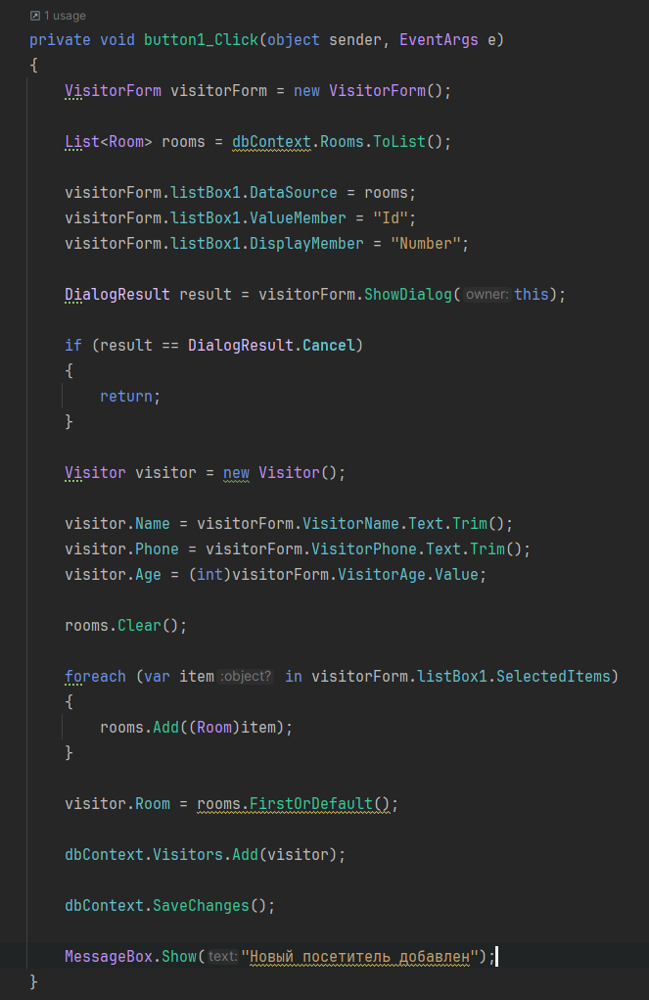 1 usage
private void button1_Click(object sender, EventArgs e)
{
    VisitorForm visitorForm = new VisitorForm();
    List<Room> rooms = dbContext.Rooms.ToList();
    visitorForm.listBox1.DataSource = rooms;
    visitorForm.listBox1.ValueMember = "Id";
    visitorForm.listBox1.DisplayMember = "Number";
    DialogResult result = visitorForm.ShowDialog(owner: this);
    if (result == DialogResult.Cancel)
    {
        return;
    }
    Visitor visitor = new Visitor();
    visitor.Name = visitorForm.VisitorName.Text.Trim();
    visitor.Phone = visitorForm.VisitorPhone.Text.Trim();
    visitor.Age = (int)visitorForm.VisitorAge.Value;
    rooms.Clear();
    foreach (var item :object? in visitorForm.listBox1.SelectedItems)
    {
        rooms.Add((Room)item);
    }
    visitor.Room = rooms.FirstOrDefault();
    dbContext.Visitors.Add(visitor);
    dbContext.SaveChanges();
    MessageBox.Show(text: "Новый посетитель добавлен");
}